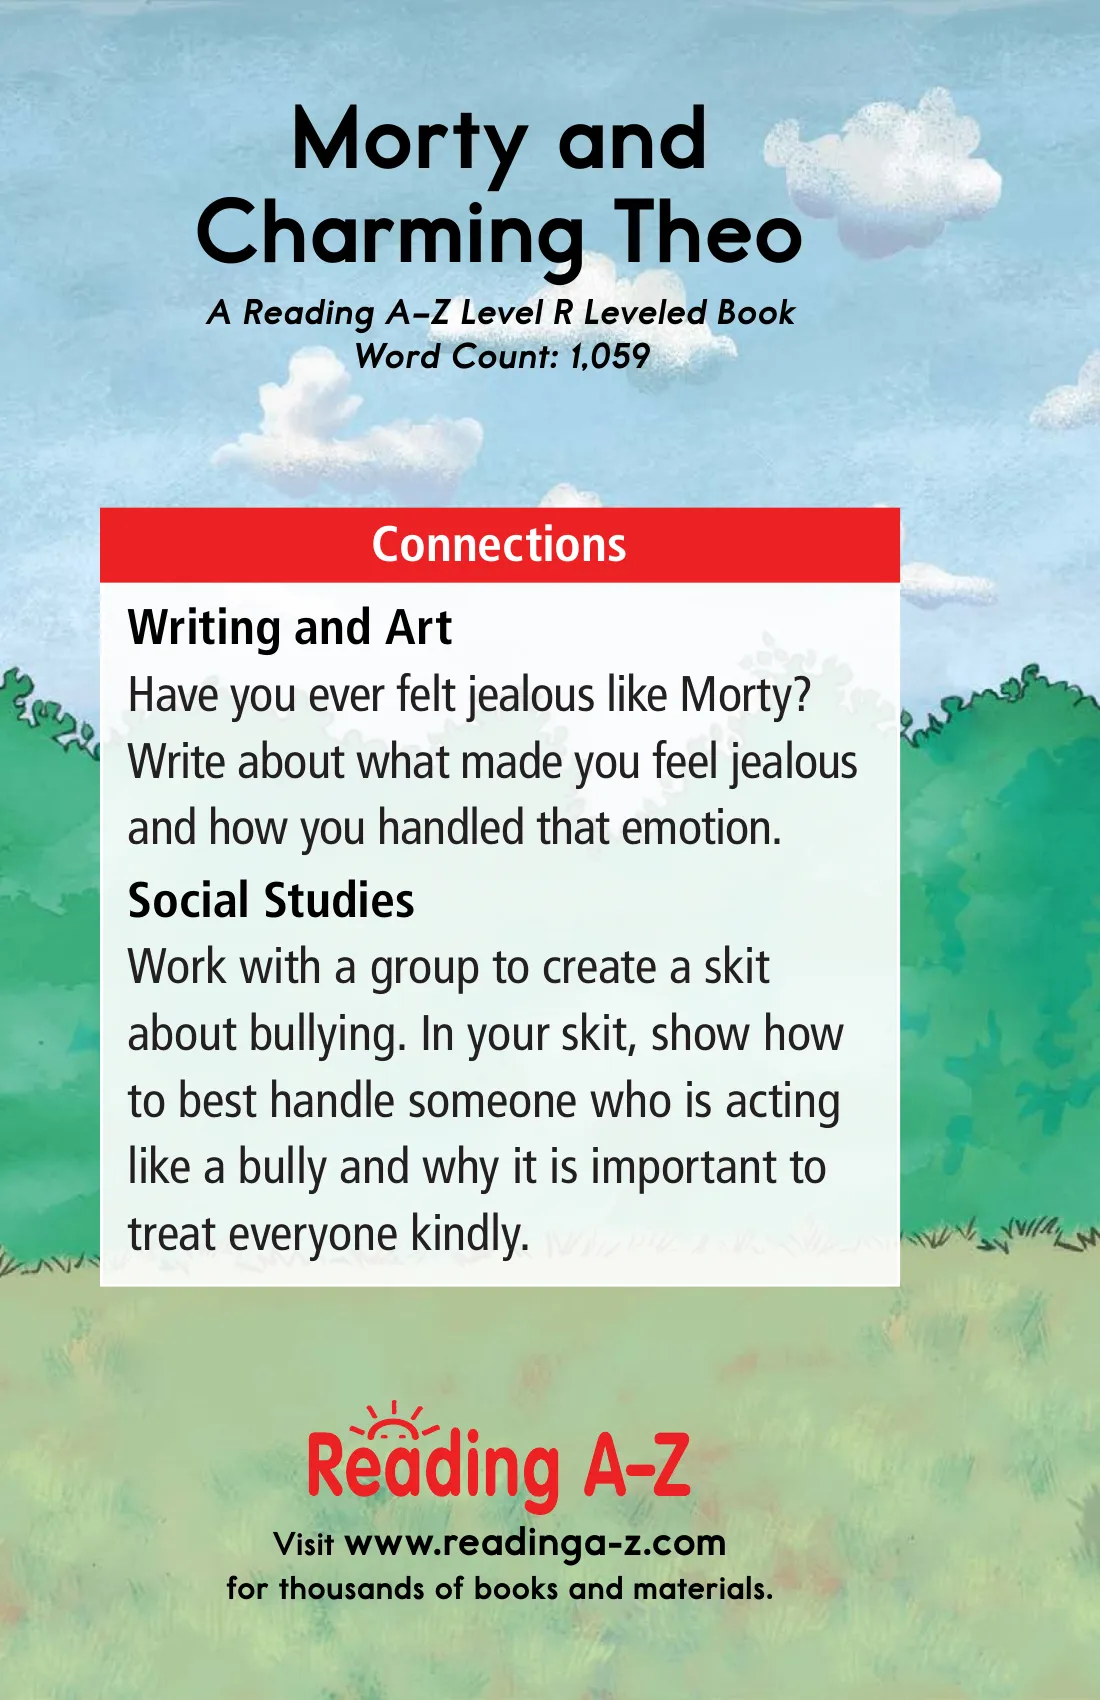 Morty and
Charming Theo
A Reading A–Z Level R Leveled Book
Word Count: 1,059
Connections
Writing and Art
Have you ever felt jealous like Morty?
Write about what made you feel jealous
and how you handled that emotion.
Social Studies
Work with a group to create a skit
about bullying. In your skit, show how
to best handle someone who is acting
like a bully and why it is important to
treat everyone kindly.
Reading A–Z
Visit www.readinga-z.com
for thousands of books and materials.